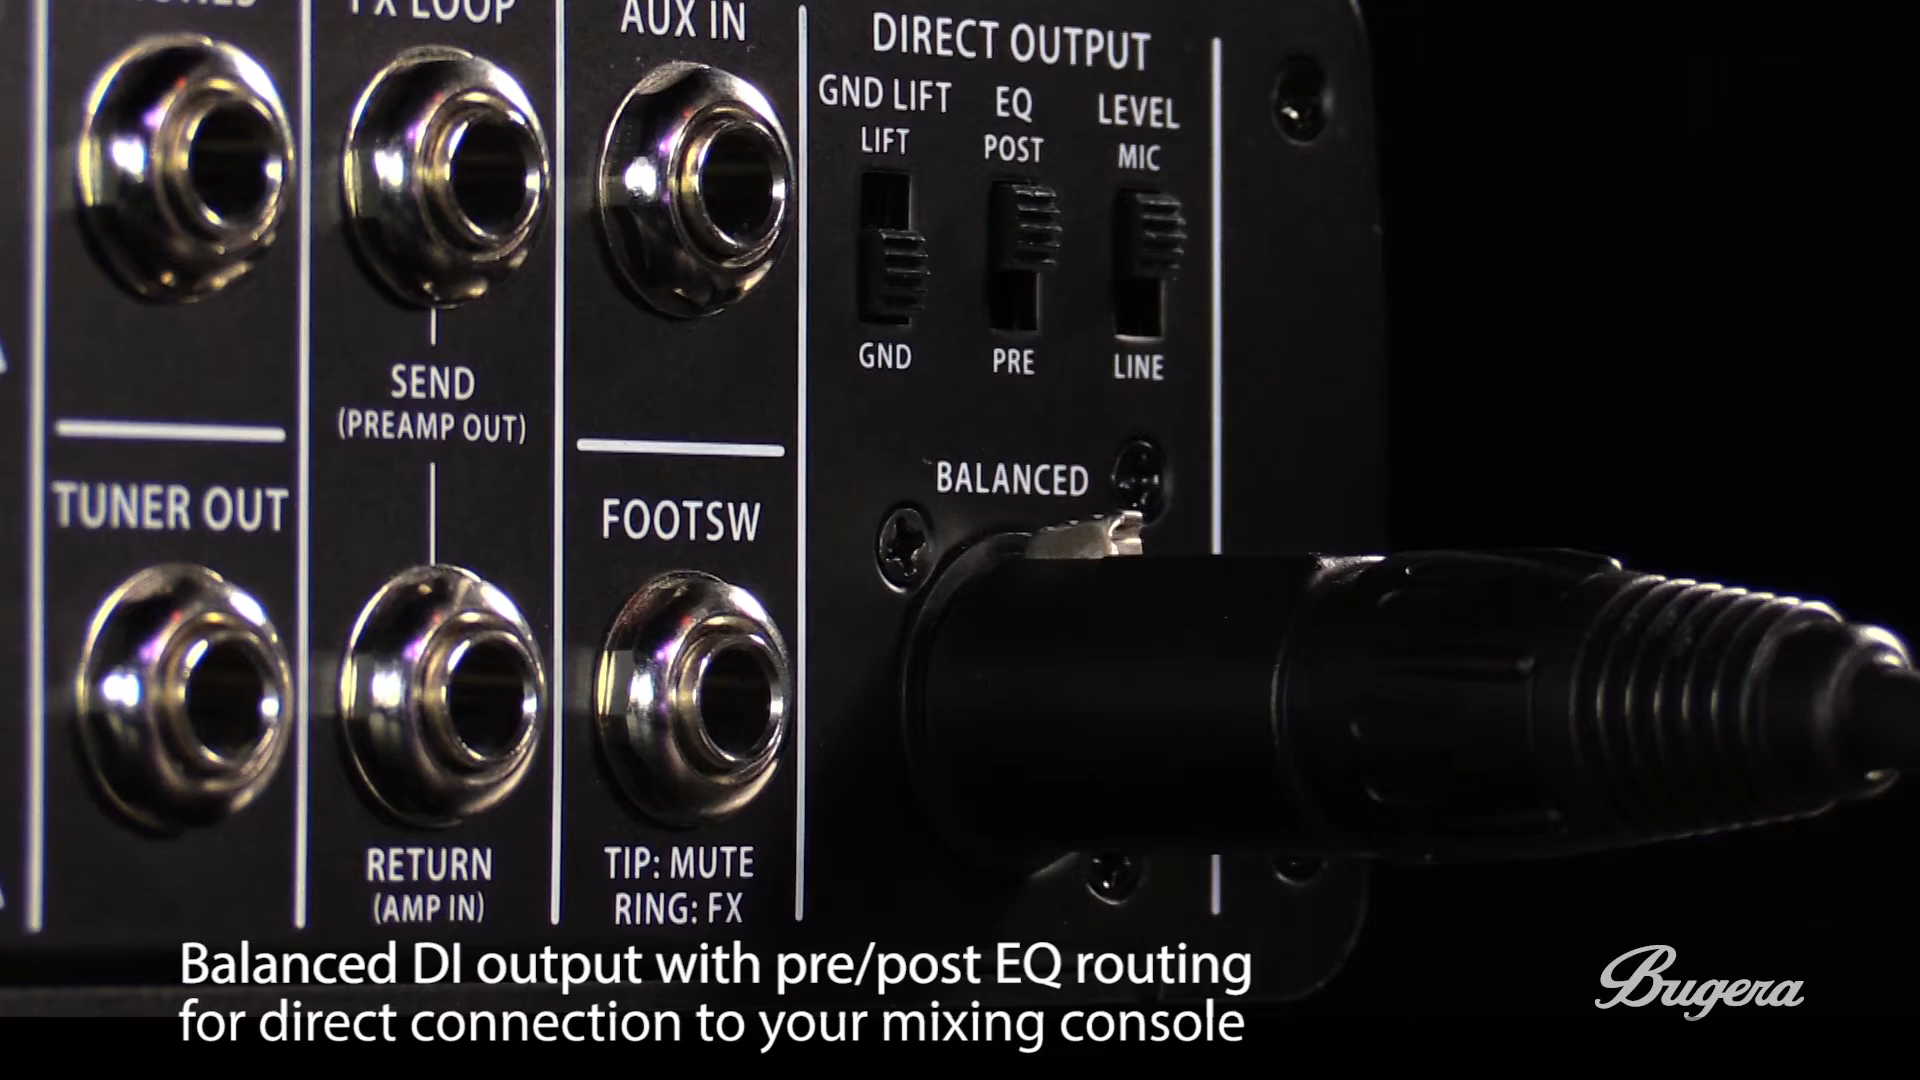 FX LOOP
AUX IN
DIRECT OUTPUT
GND LIFT
EQ
LEVEL
LIFT
POST
MIC
GND
PRE
LINE
SEND
(PREAMP OUT)
BALANCED
TUNER OUT
FOOTSW
RETURN
(AMP IN)
TIP: MUTE
RING: FX
Balanced DI output with pre/post EQ routing
for direct connection to your mixing console
Bugera